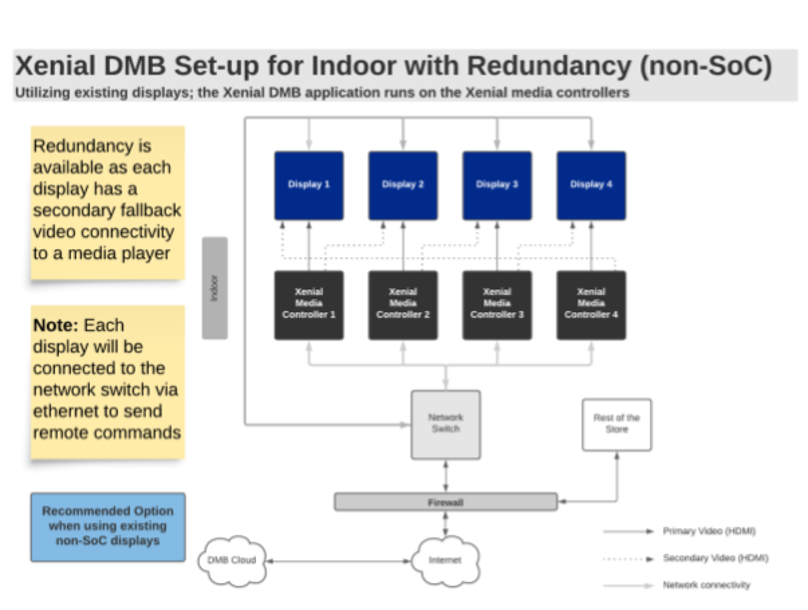 Xenial DMB Set-up for Indoor with Redundancy (non-SoC)
Utilizing existing displays; the Xenial DMB application runs on the Xenial media controllers
Redundancy is
available as each
display has a
secondary fallback
video connectivity
to a media player
Note: Each
display will be
connected to the
network switch via
ethernet to send
remote commands
Recommended Option
when using existing
non-SoC displays
Indoor
Display 1
Display 2
Display 3
Display 4
Xenial
Media
Controller 1
Xenial
Media
Controller 2
Xenial
Media
Controller 3
Xenial
Media
Controller 4
Network
Switch
Rest of the
Store
Firewall
DMB Cloud
Internet
Primary Video (HDMI)
Secondary Video (HDMI)
Network connectivity